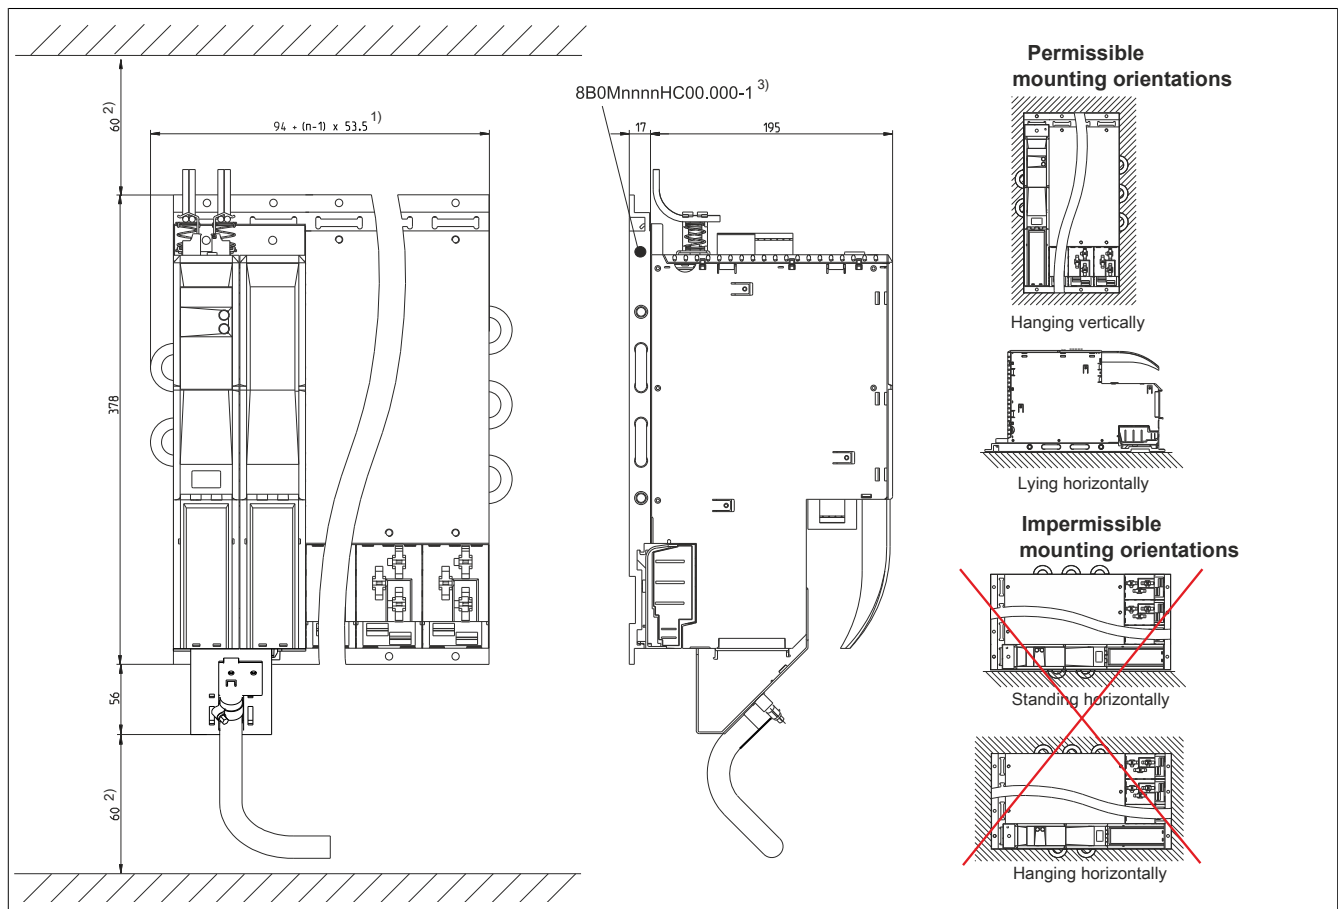 60 2)
94 + (n-1) x 53.5 1)
378
56
60 2)
8B0MnnnnHC00.000-1 3)
17
195
Permissible
mounting orientations
Hanging vertically
Lying horizontally
Impermissible
mounting orientations
Standing horizontally
Hanging horizontally